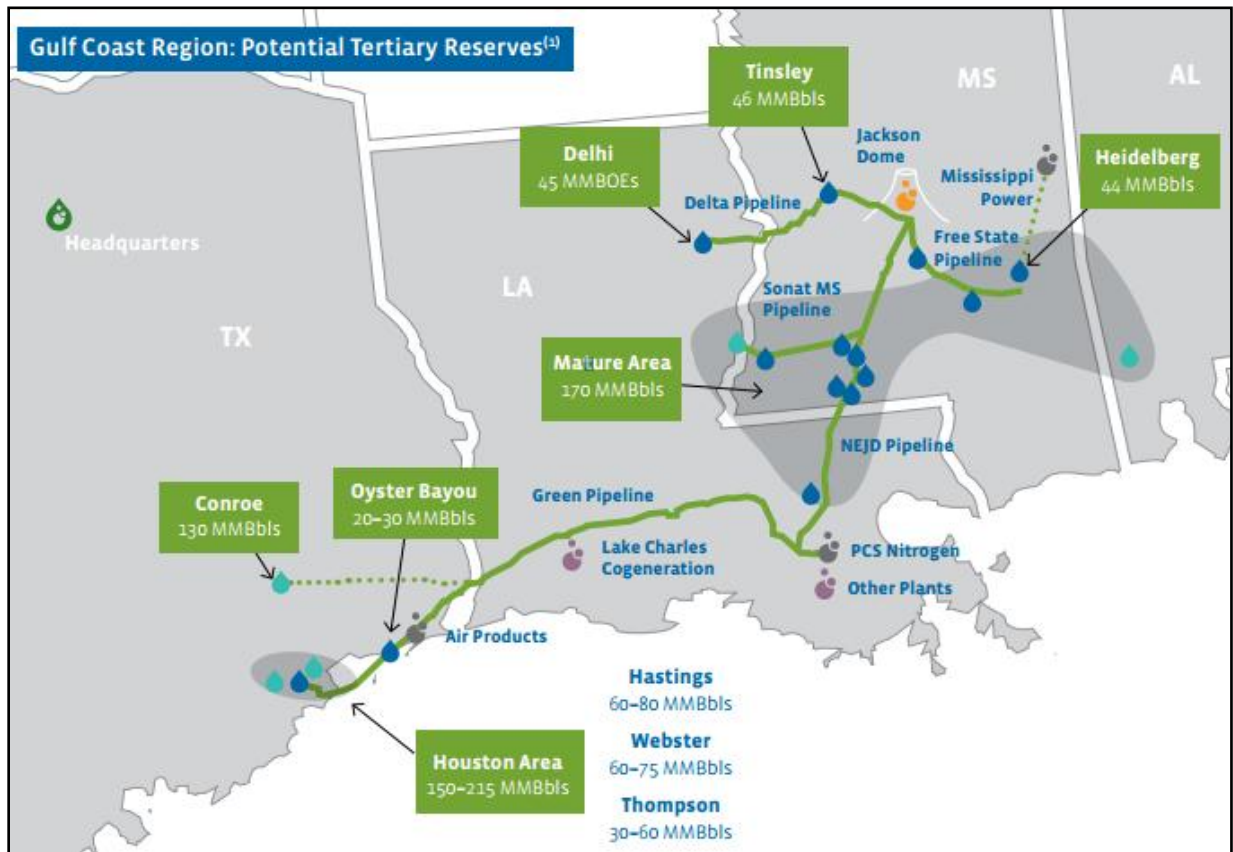 Gulf Coast Region: Potential Tertiary Reserves(1)
Tinsley
46 MMBbls
MS
AL
Jackson
Dome
Delhi
45 MMBOEs
Mississippi
Power
Heidelberg
44 MMBbls
Delta Pipeline
Headquarters
Free State
Pipeline
LA
Sonat MS
Pipeline
TX
Mature Area
170 MMBbls
NEJD Pipeline
Conroe
130 MMBbls
Oyster Bayou
20–30 MMBbls
Green Pipeline
Lake Charles
Cogeneration
PCS Nitrogen
Other Plants
Air Products
Hastings
60–80 MMBbls
Webster
60–75 MMBbls
Thompson
30–60 MMBbls
Houston Area
150–215 MMBbls